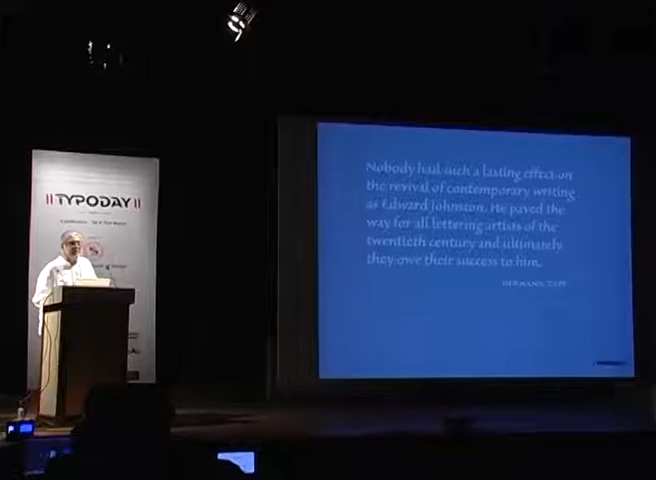 TYPODAY
Nobody had such a lasting effect on
the revival of contemporary writing
as Edward Johnston. He paved the
way for all lettering artists of the
twentieth century and ultimately
they owe their success to him.
HERMANN ZAPF